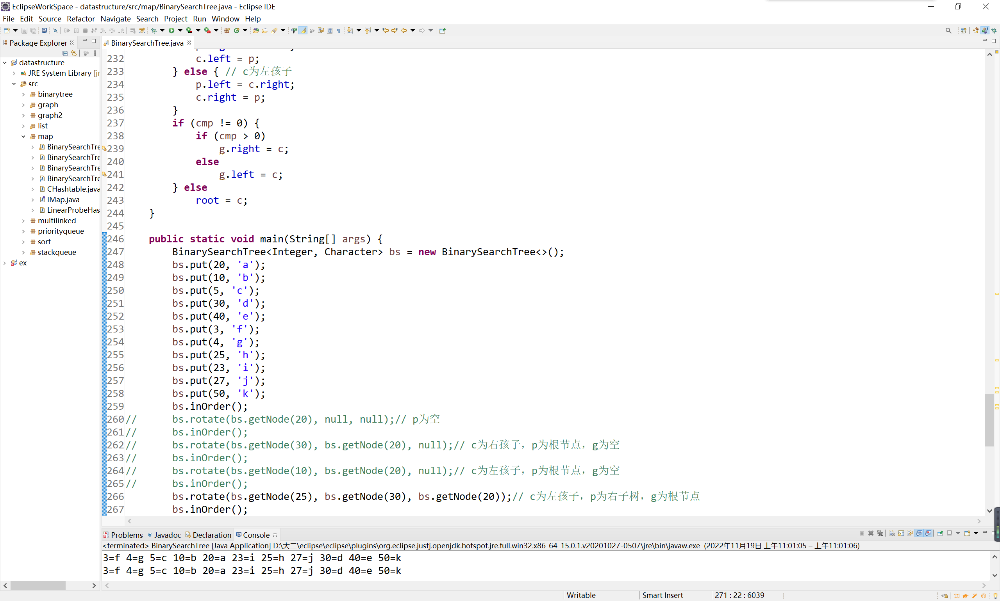 EclipseWorkSpace - datastructure/src/map/BinarySearchTree.java - Eclipse IDE
File Edit Source Refactor Navigate Search Project Run Window Help
Package Explorer
datastructure
JRE System Library [jr
src
binarytree
graph
graph2
list
map
BinarySearchTre
BinarySearchTre
BinarySearchTre
BinarySearchTre
CHashtable.java
IMap.java
LinearProbeHas
multilinked
priorityqueue
sort
stackqueue
ex
BinarySearchTree.java
232 c.left = p;
233 } else { // c为左孩子
234 p.left = c.right;
235 c.right = p;
236 }
237 if (cmp != 0) {
238 if (cmp > 0)
239 g.right = c;
240 else
241 g.left = c;
242 } else
243 root = c;
244 }
245
246 public static void main(String[] args) {
247 BinarySearchTree<Integer, Character> bs = new BinarySearchTree<>();
248 bs.put(20, 'a');
249 bs.put(10, 'b');
250 bs.put(5, 'c');
251 bs.put(30, 'd');
252 bs.put(40, 'e');
253 bs.put(3, 'f');
254 bs.put(4, 'g');
255 bs.put(25, 'h');
256 bs.put(23, 'i');
257 bs.put(27, 'j');
258 bs.put(50, 'k');
259 bs.inOrder();
260 // bs.rotate(bs.getNode(20), null, null);// p为空
261 // bs.inOrder();
262 // bs.rotate(bs.getNode(30), bs.getNode(20), null);// c为右孩子，p为根节点，g为空
263 // bs.inOrder();
264 // bs.rotate(bs.getNode(10), bs.getNode(20), null);// c为左孩子，p为根节点，g为空
265 // bs.inOrder();
266 bs.rotate(bs.getNode(25), bs.getNode(30), bs.getNode(20));// c为左孩子，p为右子树，g为根节点
267 bs.inOrder();
Problems Javadoc Declaration Console
<terminated> BinarySearchTree [Java Application] D:\大二\eclipse\eclipse\plugins\org.eclipse.justj.openjdk.hotspot.jre.full.win32.x86_64_15.0.1.v20201027-0507\jre\bin\javaw.exe (2022年11月19日 上午11:01:05 – 上午11:01:06)
3=f 4=g 5=c 10=b 20=a 23=i 25=h 27=j 30=d 40=e 50=k
3=f 4=g 5=c 10=b 20=a 23=i 25=h 27=j 30=d 40=e 50=k
Writable Smart Insert 271 : 22 : 6039